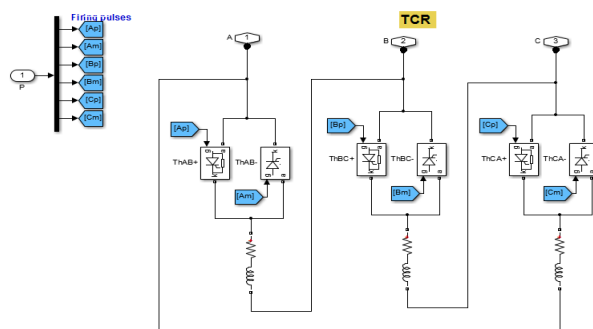 Firing pulses
[Ap]
[Am]
[Bp]
[Bm]
[Cp]
[Cm]
1
P
TCR
A 1
B 2
C 3
[Ap]
[Bp]
[Cp]
ThAB+
ThAB-
ThBC+
ThBC-
ThCA+
ThCA-
[Am]
[Bm]
[Cm]